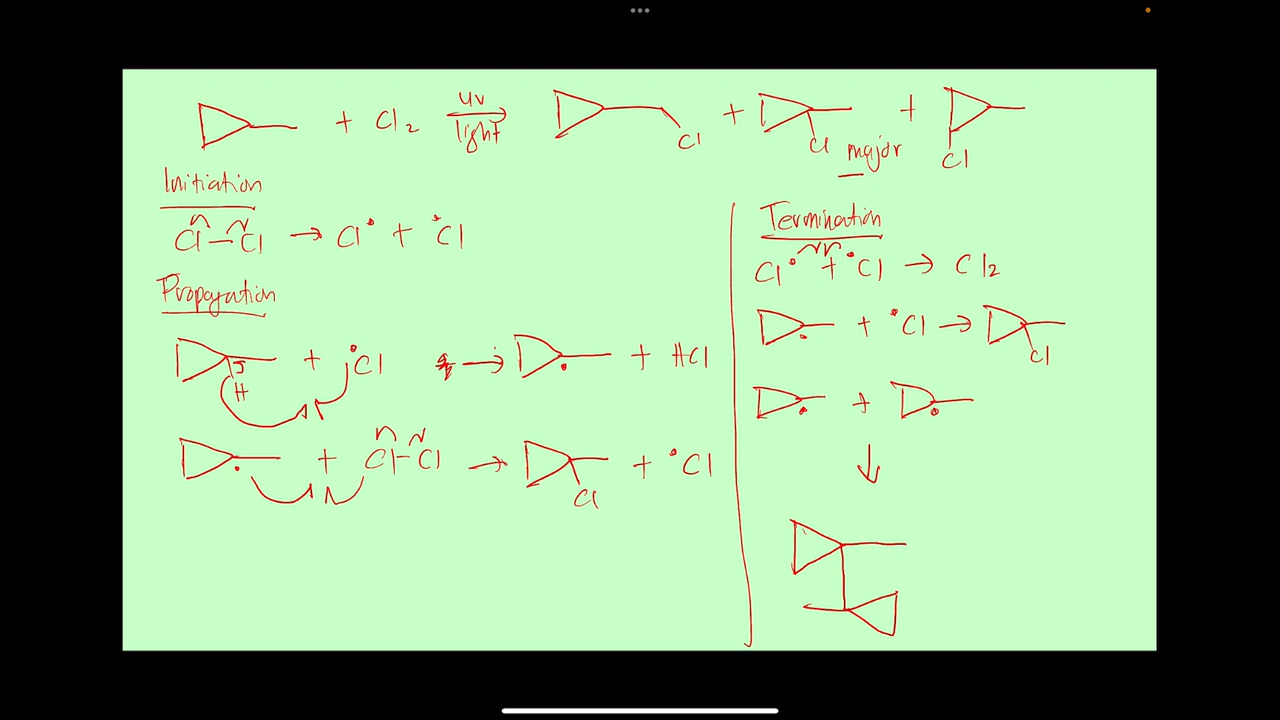 + Cl2 uv light → Cl + Cl major + Cl
Initiation
Cl–Cl → Cl• + •Cl
Propagation
H + •Cl → • + HCl
• + Cl–Cl → Cl + •Cl
Termination
Cl• + •Cl → Cl2
• + •Cl → Cl
• + •
↓